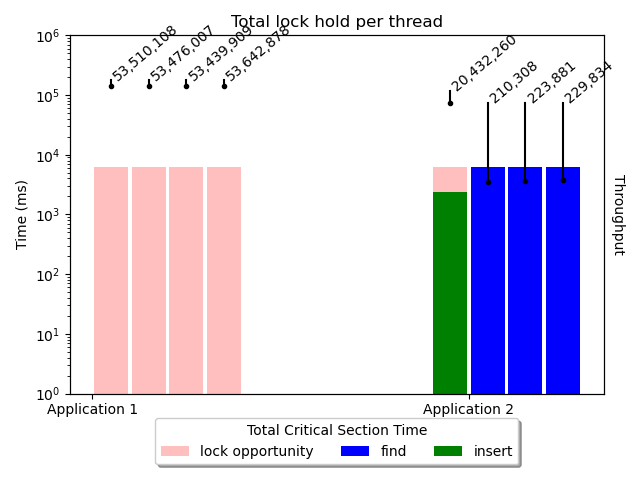 Total lock hold per thread
53,510,108
53,476,007
53,439,909
53,642,878
20,432,260
210,308
223,881
229,834
10^6
10^5
10^4
10^3
10^2
10^1
10^0
Time (ms)
Throughput
Application 1
Application 2
Total Critical Section Time
lock opportunity
find
insert